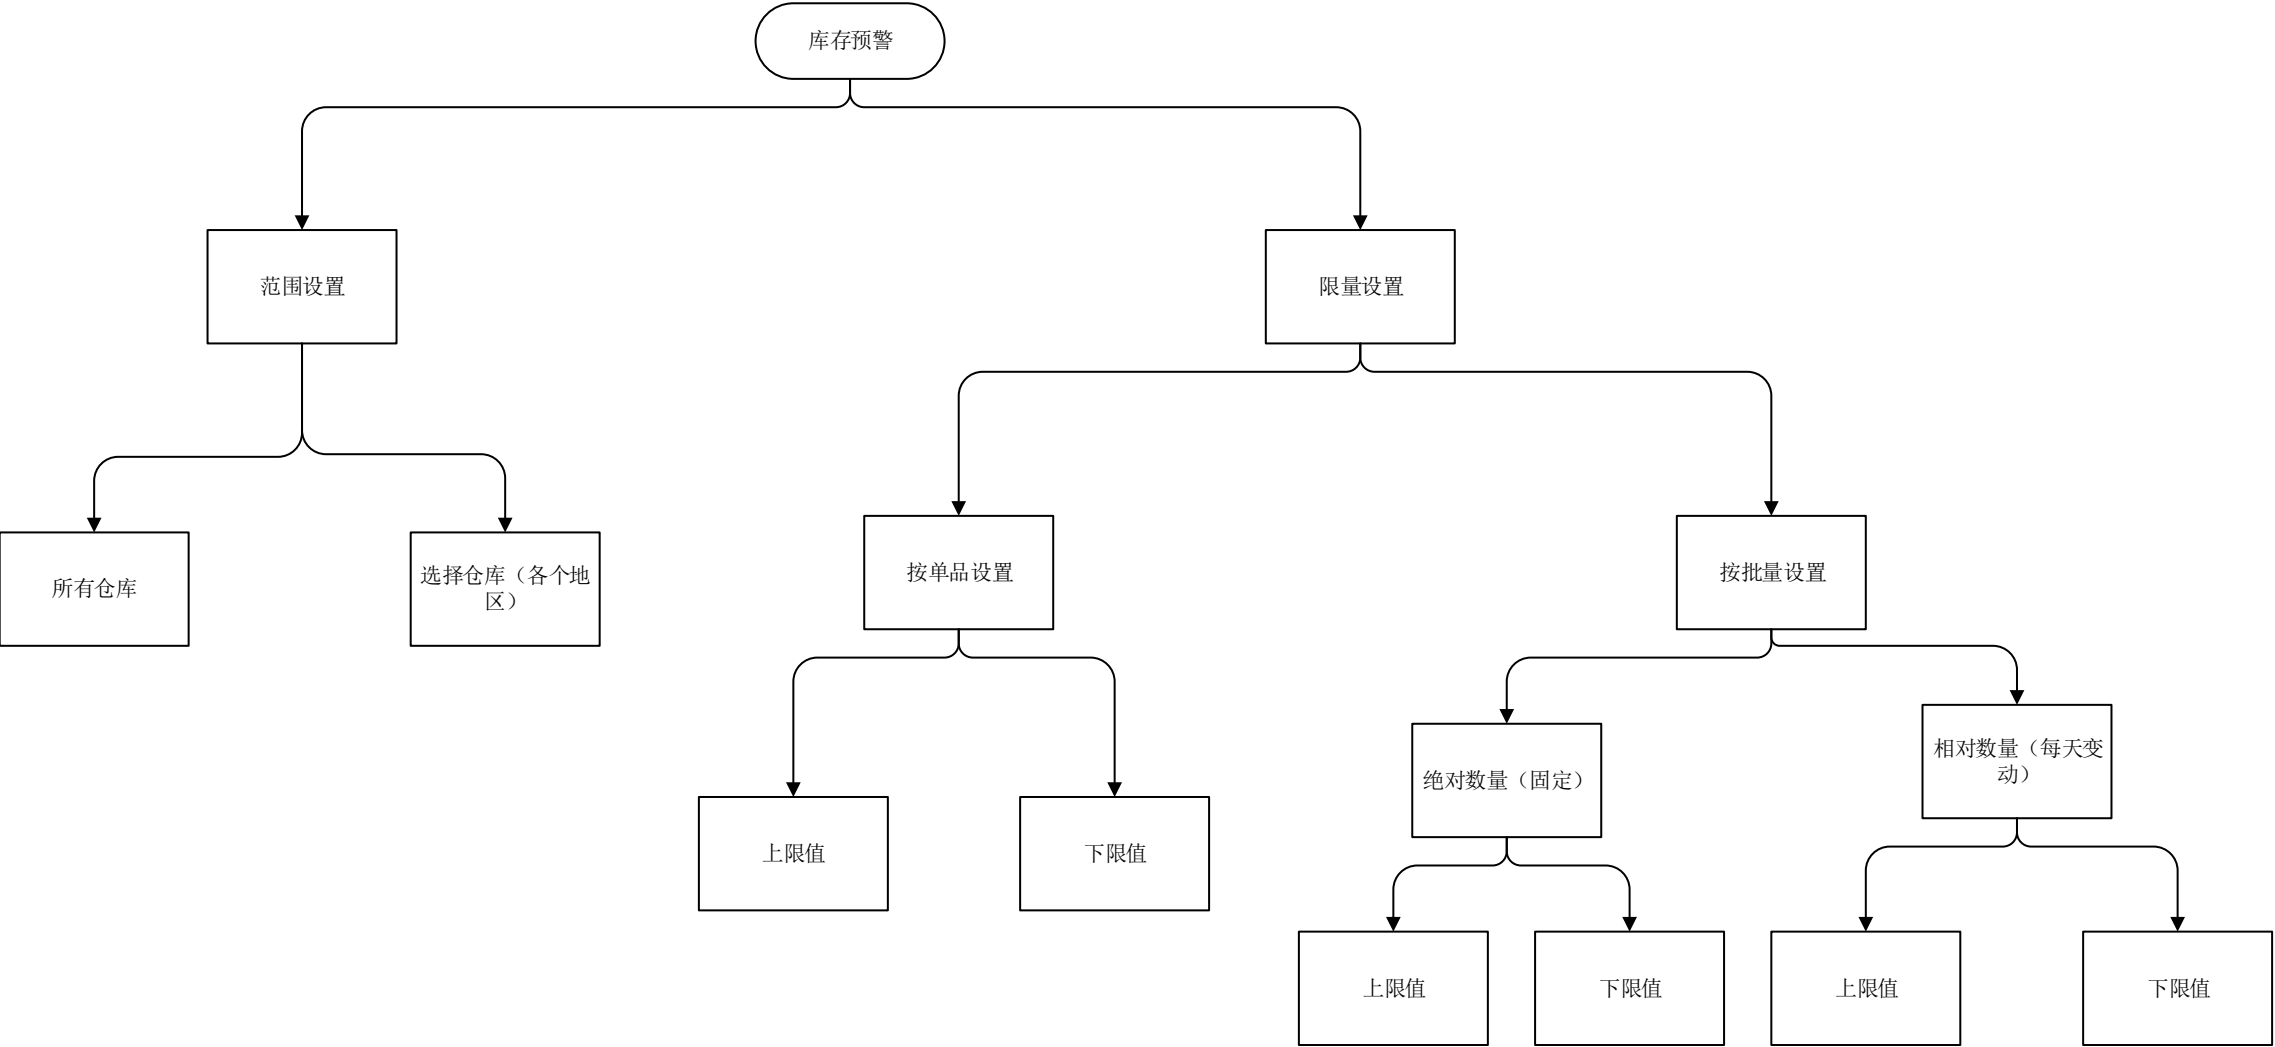 库存预警
范围设置
限量设置
所有仓库
选择仓库（各个地
区）
按单品设置
按批量设置
上限值
下限值
绝对数量（固定）
相对数量（每天变
动）
上限值
下限值
上限值
下限值